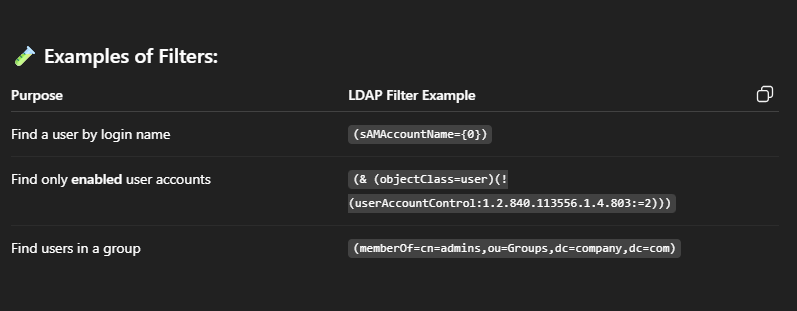 🧪 Examples of Filters:
Purpose LDAP Filter Example
Find a user by login name (sAMAccountName={0})
Find only enabled user accounts (& (objectClass=user)(!
(userAccountControl:1.2.840.113556.1.4.803:=2)))
Find users in a group (memberOf=cn=admins,ou=Groups,dc=company,dc=com)